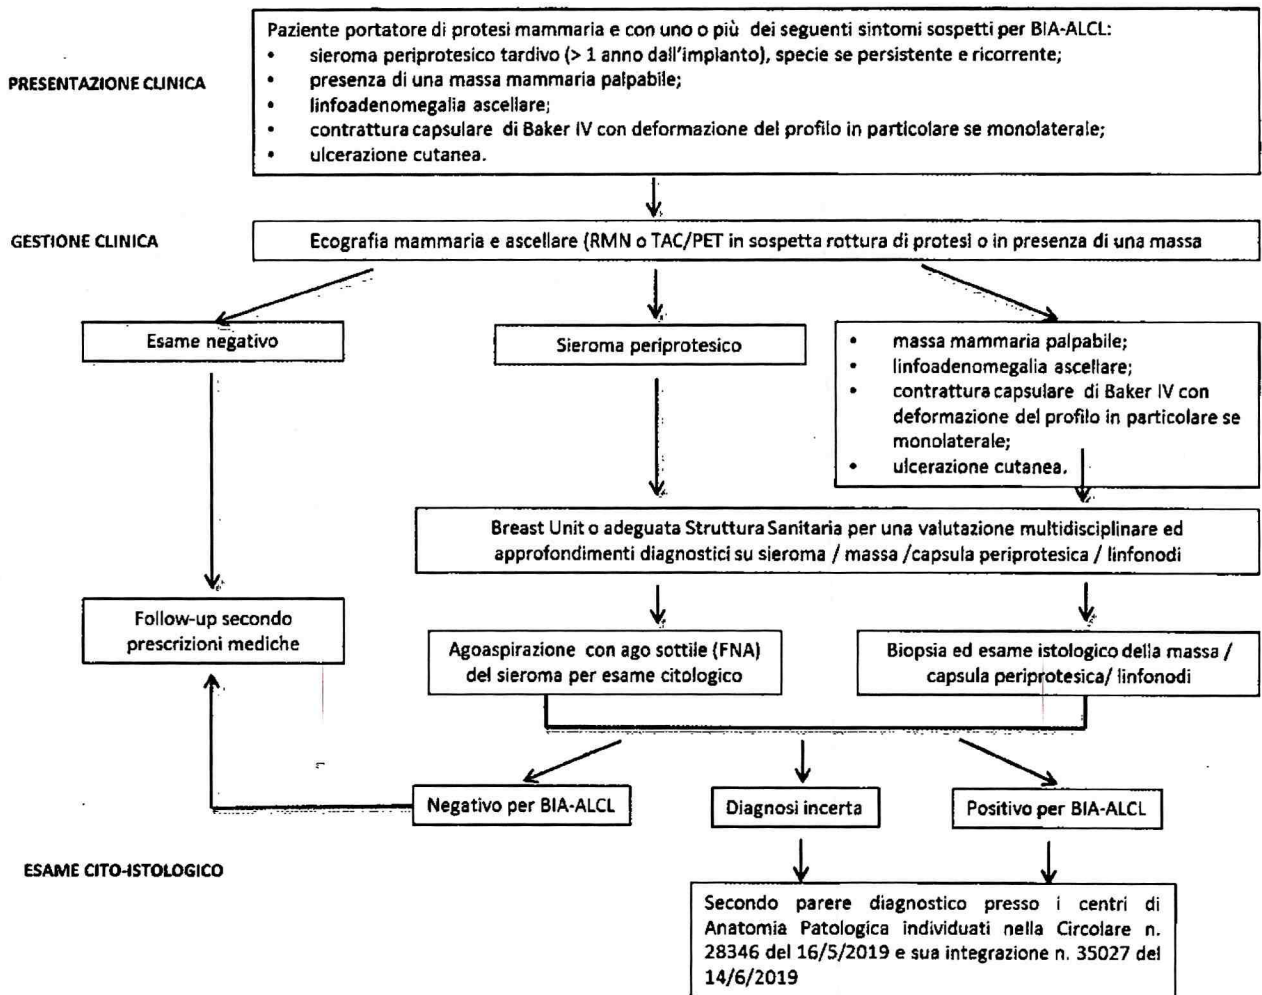 Paziente portatore di protesi mammaria e con uno o più dei seguenti sintomi sospetti per BIA-ALCL:
• sieroma periprotesico tardivo (> 1 anno dall'impianto), specie se persistente e ricorrente;
PRESENTAZIONE CLINICA
• presenza di una massa mammaria palpabile;
• linfoadenomegalia ascellare;
• contrattura capsulare di Baker IV con deformazione del profilo in particolare se monolaterale;
• ulcerazione cutanea.
GESTIONE CLINICA
Ecografia mammaria e ascellare (RMN o TAC/PET in sospetta rottura di protesi o in presenza di una massa
Esame negativo
Sieroma periprotesico
• massa mammaria palpabile;
• linfoadenomegalia ascellare;
• contrattura capsulare di Baker IV con
deformazione del profilo in particolare se
monolaterale;
• ulcerazione cutanea.
Breast Unit o adeguata Struttura Sanitaria per una valutazione multidisciplinare ed
approfondimenti diagnostici su sieroma / massa /capsula periprotesica / linfonodi
Follow-up secondo
prescrizioni mediche
Agoaspirazione con ago sottile (FNA)
del sieroma per esame citologico
Biopsia ed esame istologico della massa /
capsula periprotesica/ linfonodi
Negativo per BIA-ALCL
Diagnosi incerta
Positivo per BIA-ALCL
ESAME CITO-ISTOLOGICO
Secondo parere diagnostico presso i centri di
Anatomia Patologica individuati nella Circolare n.
28346 del 16/5/2019 e sua integrazione n. 35027 del
14/6/2019